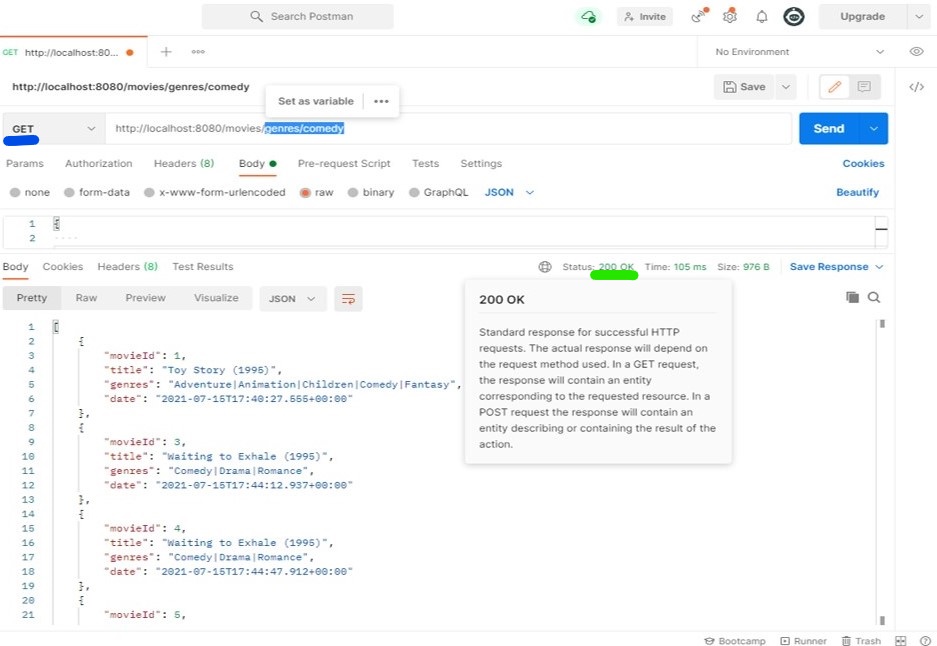 Search Postman
Invite
Upgrade
GET http://localhost:80...
No Environment
http://localhost:8080/movies/genres/comedy
Save
Set as variable
GET
http://localhost:8080/movies/genres/comedy
Send
Params Authorization Headers (8) Body Pre-request Script Tests Settings Cookies
none form-data x-www-form-urlencoded raw binary GraphQL JSON Beautify
1 {
2 ....
Body Cookies Headers (8) Test Results Status: 200 OK Time: 105 ms Size: 976 B Save Response
Pretty Raw Preview Visualize JSON
200 OK
Standard response for successful HTTP
requests. The actual response will depend on
the request method used. In a GET request,
the response will contain an entity
corresponding to the requested resource. In a
POST request the response will contain an
entity describing or containing the result of the
action.
1 [
2 {
3 "movieId": 1,
4 "title": "Toy Story (1995)",
5 "genres": "Adventure|Animation|Children|Comedy|Fantasy",
6 "date": "2021-07-15T17:40:27.555+00:00"
7 },
8 {
9 "movieId": 3,
10 "title": "Waiting to Exhale (1995)",
11 "genres": "Comedy|Drama|Romance",
12 "date": "2021-07-15T17:44:12.937+00:00"
13 },
14 {
15 "movieId": 4,
16 "title": "Waiting to Exhale (1995)",
17 "genres": "Comedy|Drama|Romance",
18 "date": "2021-07-15T17:44:47.912+00:00"
19 },
20 {
21 "movieId": 5,
Bootcamp Runner Trash